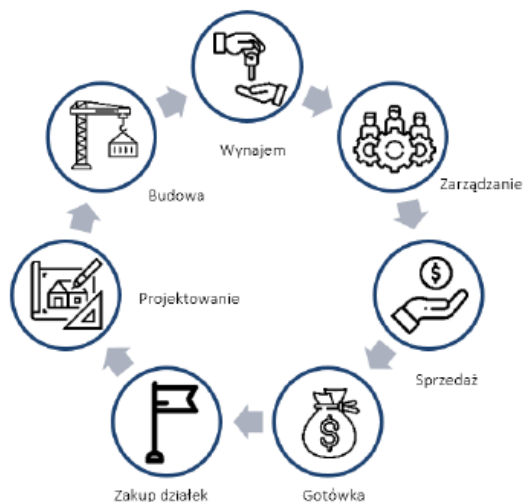 Wynajem
Zarządzanie
Budowa
Projektowanie
Sprzedaż
Zakup działek
Gotówka